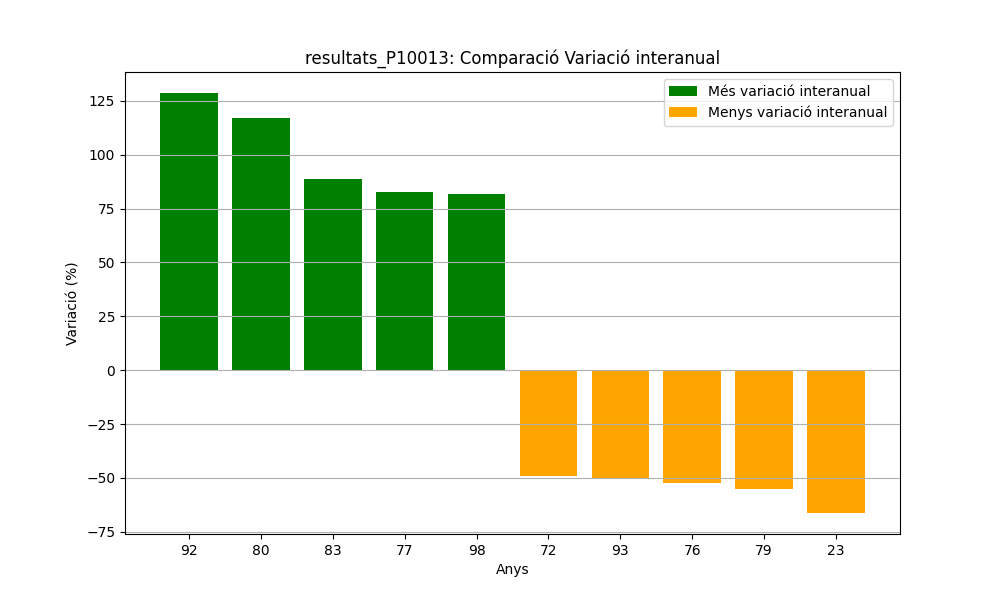 resultats_P10013: Comparació Variació interanual
Més variació interanual
Menys variació interanual
Variació (%)
125
100
75
50
25
0
−25
−50
−75
92 80 83 77 98 72 93 76 79 23
Anys